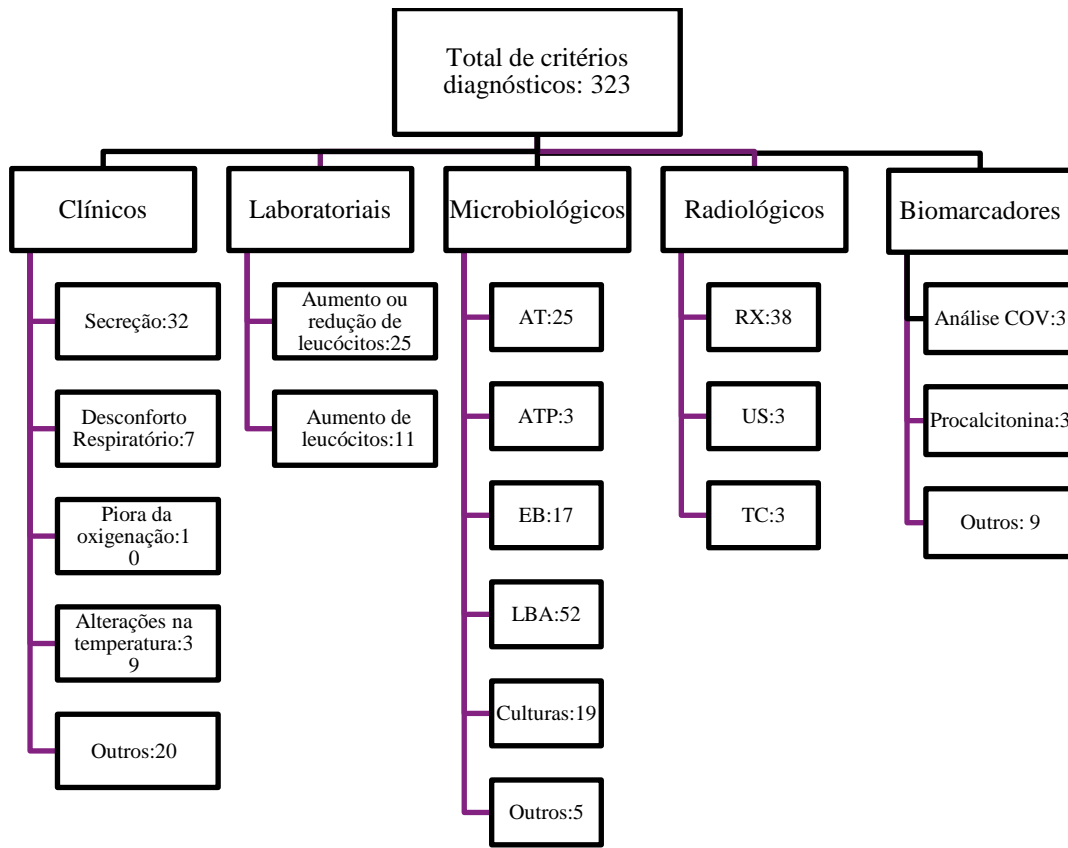 Total de critérios
diagnósticos: 323
Clínicos
Laboratoriais
Microbiológicos
Radiológicos
Biomarcadores
Secreção:32
Desconforto
Respiratório:7
Piora da
oxigenação:1
0
Alterações na
temperatura:3
9
Outros:20
Aumento ou
redução de
leucócitos:25
Aumento de
leucócitos:11
AT:25
ATP:3
EB:17
LBA:52
Culturas:19
Outros:5
RX:38
US:3
TC:3
Análise COV:3
Procalcitonina:3
Outros: 9